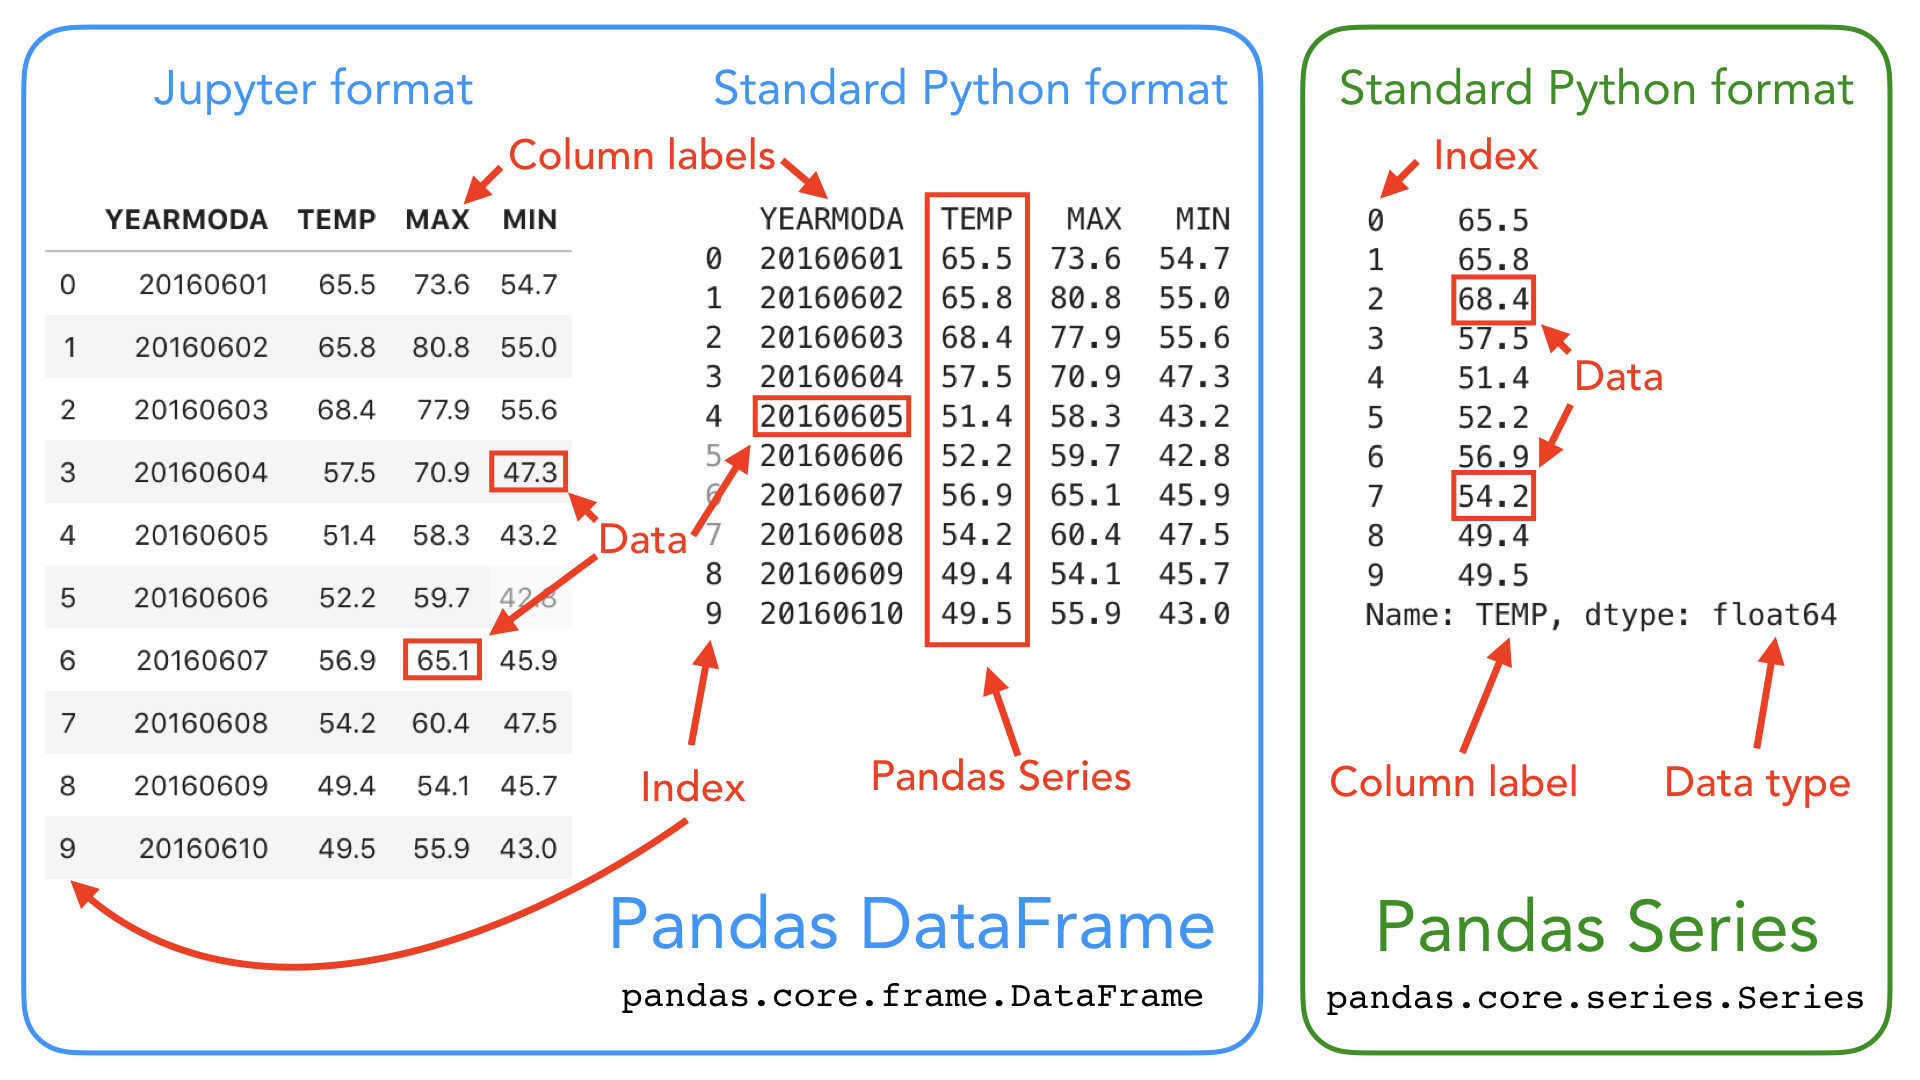 Jupyter format
Standard Python format
Column labels
YEARMODA TEMP MAX MIN
0 20160601 65.5 73.6 54.7
1 20160602 65.8 80.8 55.0
2 20160603 68.4 77.9 55.6
3 20160604 57.5 70.9 47.3
4 20160605 51.4 58.3 43.2
5 20160606 52.2 59.7 42.8
6 20160607 56.9 65.1 45.9
7 20160608 54.2 60.4 47.5
8 20160609 49.4 54.1 45.7
9 20160610 49.5 55.9 43.0
Data
YEARMODA TEMP MAX MIN
0 20160601 65.5 73.6 54.7
1 20160602 65.8 80.8 55.0
2 20160603 68.4 77.9 55.6
3 20160604 57.5 70.9 47.3
4 20160605 51.4 58.3 43.2
5 20160606 52.2 59.7 42.8
6 20160607 56.9 65.1 45.9
7 20160608 54.2 60.4 47.5
8 20160609 49.4 54.1 45.7
9 20160610 49.5 55.9 43.0
Index
Pandas Series
Pandas DataFrame
pandas.core.frame.DataFrame
Standard Python format
Index
0 65.5
1 65.8
2 68.4
3 57.5
4 51.4
5 52.2
6 56.9
7 54.2
8 49.4
9 49.5
Name: TEMP, dtype: float64
Data
Column label
Data type
Pandas Series
pandas.core.series.Series